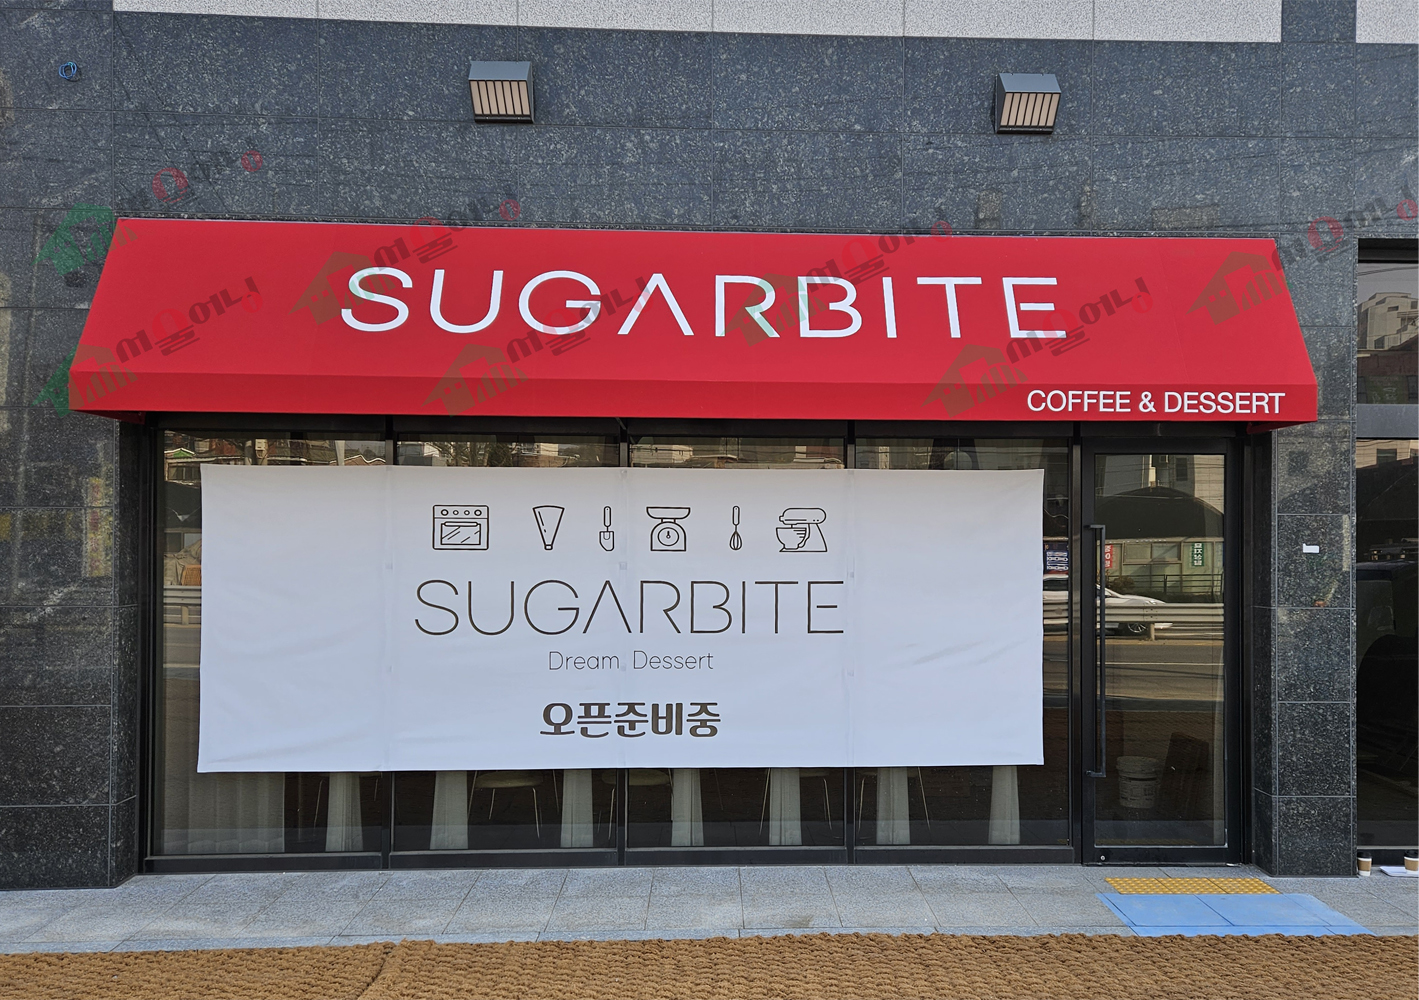 SUGARBITE
COFFEE & DESSERT
SUGARBITE
Dream Dessert
오픈준비중